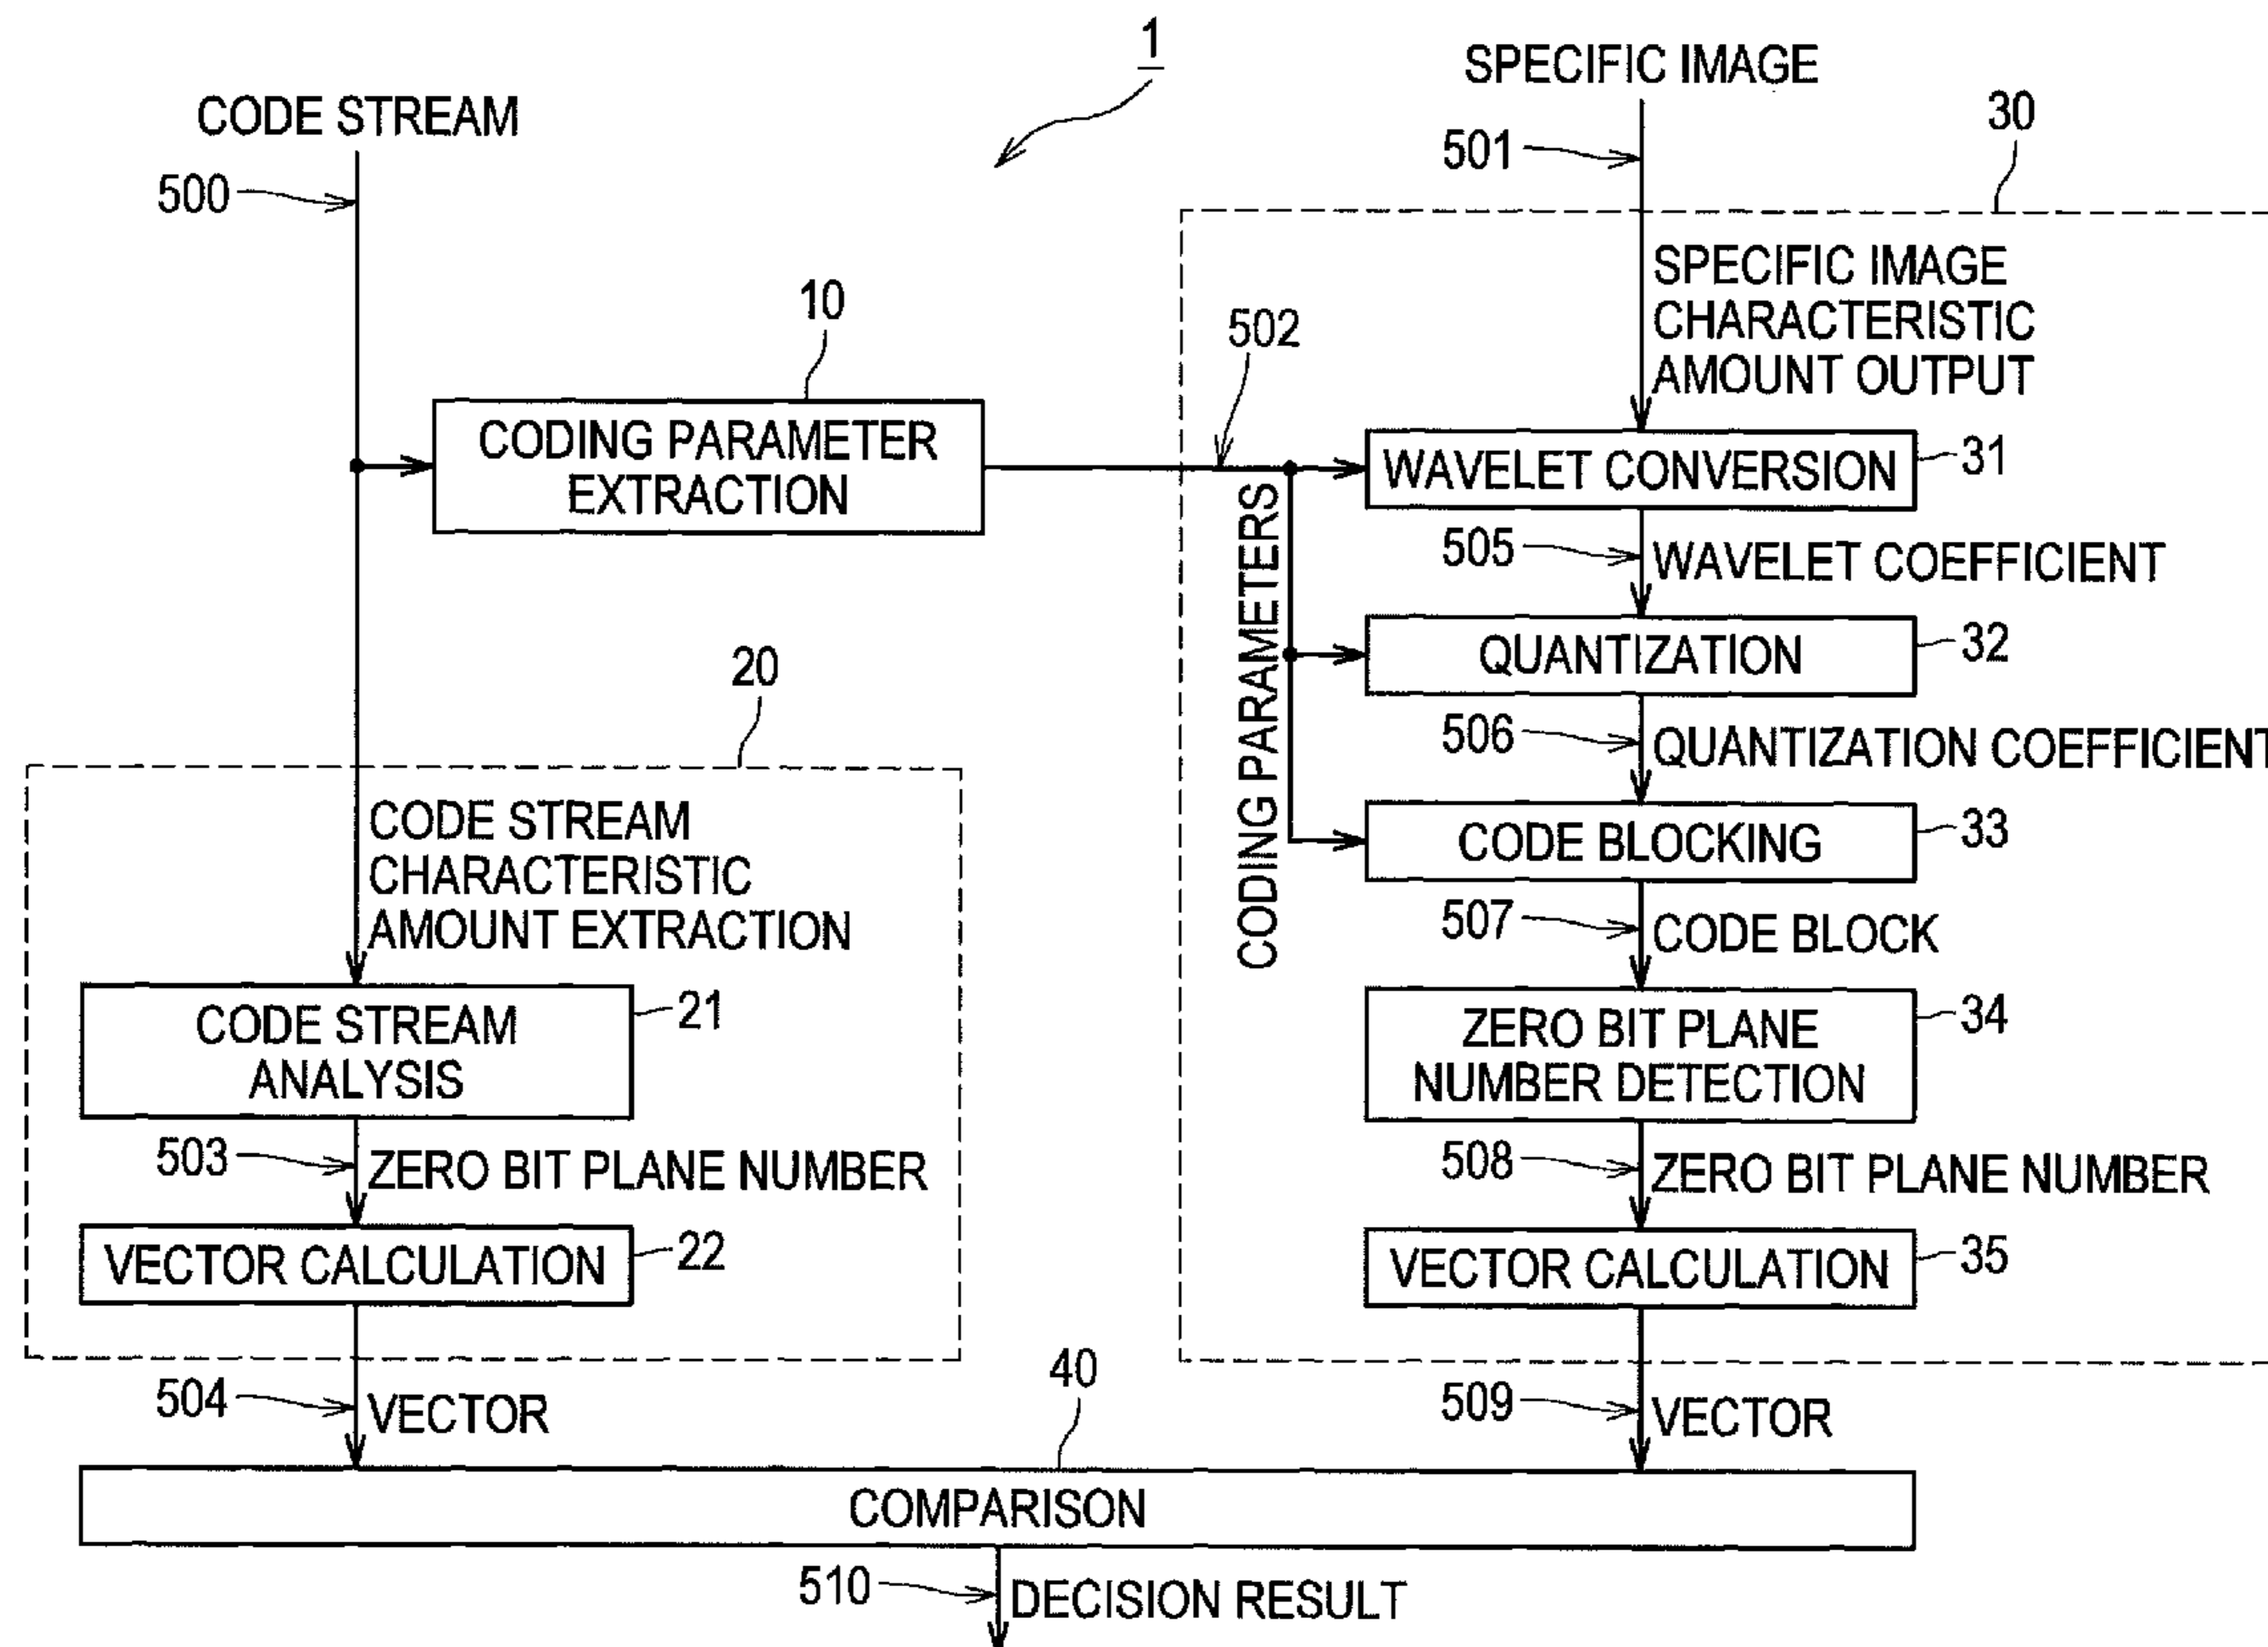 1
SPECIFIC IMAGE
CODE STREAM
30
501
500
SPECIFIC IMAGE
CHARACTERISTIC
AMOUNT OUTPUT
10
502
CODING PARAMETER
EXTRACTION
WAVELET CONVERSION
31
505
WAVELET COEFFICIENT
CODING PARAMETERS
QUANTIZATION
32
20
506
QUANTIZATION COEFFICIENT
CODE STREAM
CHARACTERISTIC
AMOUNT EXTRACTION
CODE BLOCKING
33
507
CODE BLOCK
CODE STREAM
ANALYSIS
21
ZERO BIT PLANE
NUMBER DETECTION
34
503
ZERO BIT PLANE NUMBER
508
ZERO BIT PLANE NUMBER
VECTOR CALCULATION
22
VECTOR CALCULATION
35
40
504
VECTOR
509
VECTOR
COMPARISON
510
DECISION RESULT